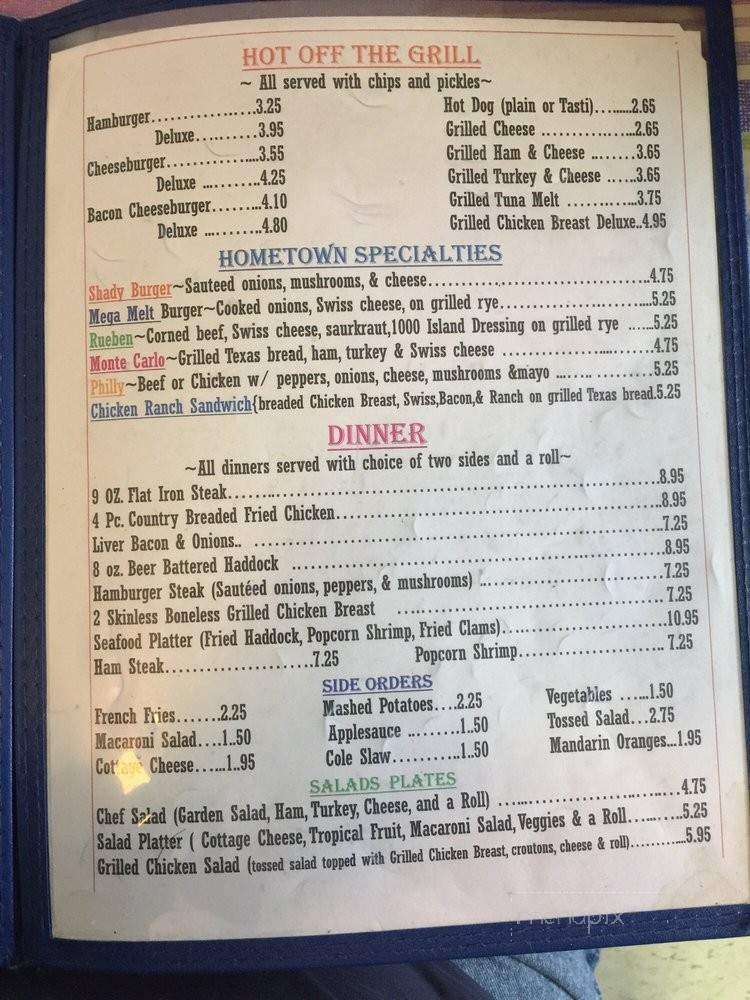 HOT OFF THE GRILL
~ All served with chips and pickles~
Hamburger.................3.25
Deluxe..........3.95
Cheeseburger..............3.55
Deluxe ...........4.25
Bacon Cheeseburger........4.10
Deluxe ...........4.80
Hot Dog (plain or Tasti).........2.65
Grilled Cheese ................2.65
Grilled Ham & Cheese .........3.65
Grilled Turkey & Cheese ......3.65
Grilled Tuna Melt ..............3.75
Grilled Chicken Breast Deluxe..4.95
HOMETOWN SPECIALTIES
Shady Burger~Sauteed onions, mushrooms, & cheese..........................................4.75
Mega Melt Burger~Cooked onions, Swiss cheese, on grilled rye.............................5.25
Rueben~Corned beef, Swiss cheese, saurkraut,1000 Island Dressing on grilled rye ......5.25
Monte Carlo~Grilled Texas bread, ham, turkey & Swiss cheese ..........................4.75
Philly~Beef or Chicken w/ peppers, onions, cheese, mushrooms &mayo ......... ..........5.25
Chicken Ranch Sandwich{breaded Chicken Breast, Swiss,Bacon,& Ranch on grilled Texas bread.5.25
DINNER
~All dinners served with choice of two sides and a roll~
9 OZ. Flat Iron Steak..................................................................8.95
4 Pc. Country Breaded Fried Chicken..................................................8.95
Liver Bacon & Onions.. ................................................................7.25
8 oz. Beer Battered Haddock ..........................................................8.95
Hamburger Steak (Sautéed onions, peppers, & mushrooms) ............................7.25
2 Skinless Boneless Grilled Chicken Breast ..........................................7.25
Seafood Platter (Fried Haddock, Popcorn Shrimp, Fried Clams).........................10.95
Ham Steak......................7.25 Popcorn Shrimp...................... 7.25
SIDE ORDERS
French Fries.......2.25
Macaroni Salad....1..50
Cottage Cheese......1..95
Mashed Potatoes....2.25
Applesauce .........1..50
Cole Slaw...........1..50
Vegetables ......1.50
Tossed Salad...2.75
Mandarin Oranges...1.95
SALADS PLATES
Chef Salad (Garden Salad, Ham, Turkey, Cheese, and a Roll) ..............................4.75
Salad Platter ( Cottage Cheese, Tropical Fruit, Macaroni Salad, Veggies & a Roll..........5.25
Grilled Chicken Salad (tossed salad topped with Grilled Chicken Breast, croutons, cheese & roll)............5.95
menupix